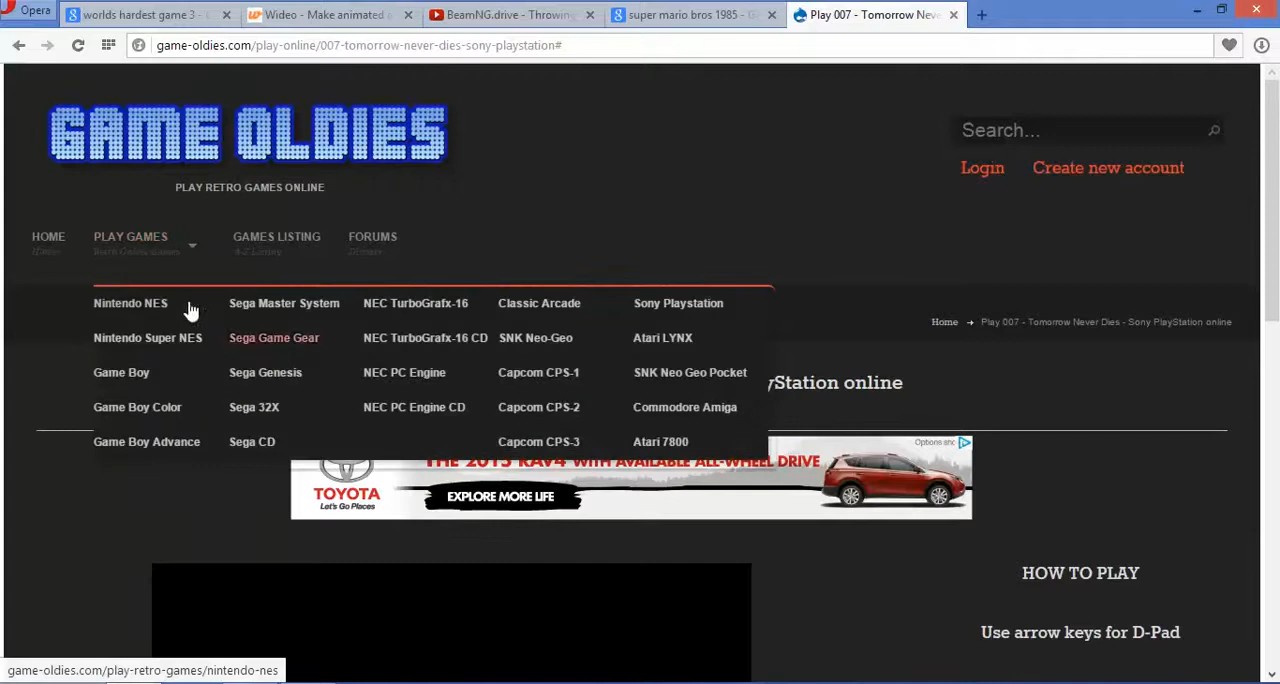 Opera
worlds hardest game 3 -
Wideo - Make animated
BeamNG.drive - Throwing
super mario bros 1985 - G
Play 007 - Tomorrow Neve
game-oldies.com/play-online/007-tomorrow-never-dies-sony-playstation#
GAME OLDIES
PLAY RETRO GAMES ONLINE
Search...
Login Create new account
HOME PLAY GAMES GAMES LISTING FORUMS
Home Retro Online Games A-Z Listing
Nintendo NES Sega Master System NEC TurboGrafx-16 Classic Arcade Sony Playstation
Home → Play 007 - Tomorrow Never Dies - Sony PlayStation online
Nintendo Super NES Sega Game Gear NEC TurboGrafx-16 CD SNK Neo-Geo Atari LYNX
Game Boy Sega Genesis NEC PC Engine Capcom CPS-1 SNK Neo Geo Pocket
yStation online
Game Boy Color Sega 32X NEC PC Engine CD Capcom CPS-2 Commodore Amiga
Game Boy Advance Sega CD Capcom CPS-3 Atari 7800
THE 2015 RAV4 WITH AVAILABLE ALL-WHEEL DRIVE
TOYOTA
Let's Go Places
EXPLORE MORE LIFE
HOW TO PLAY
Use arrow keys for D-Pad
game-oldies.com/play-retro-games/nintendo-nes